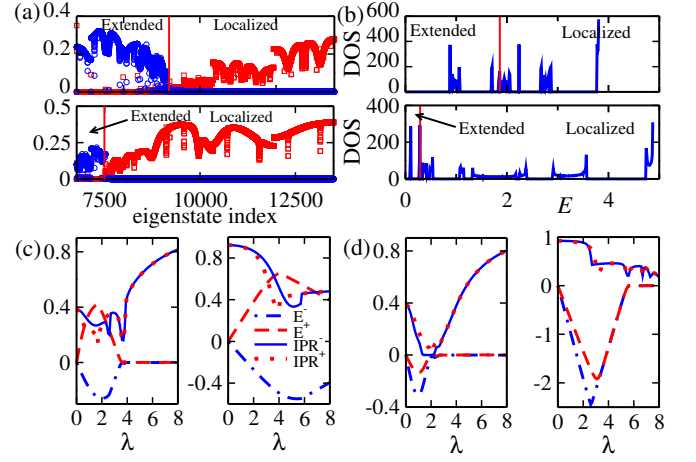 (a)
Extended
Localized
0.4
0.2
0
0.5
0.25
0
Extended
Localized
7500
10000
12500
eigenstate index
(b)
DOS
600
400
200
0
Extended
Localized
DOS
400
200
0
Extended
Localized
0
2
4
E
(c)
0.8
0.4
0
0 2 4 6 8
λ
0.8
0.4
0
-0.4
E⁻
E⁺
IPR⁻
IPR⁺
0 2 4 6 8
λ
(d)
0.8
0.4
0
-0.4
0 2 4 6 8
λ
1
0
-1
-2
0 2 4 6 8
λ